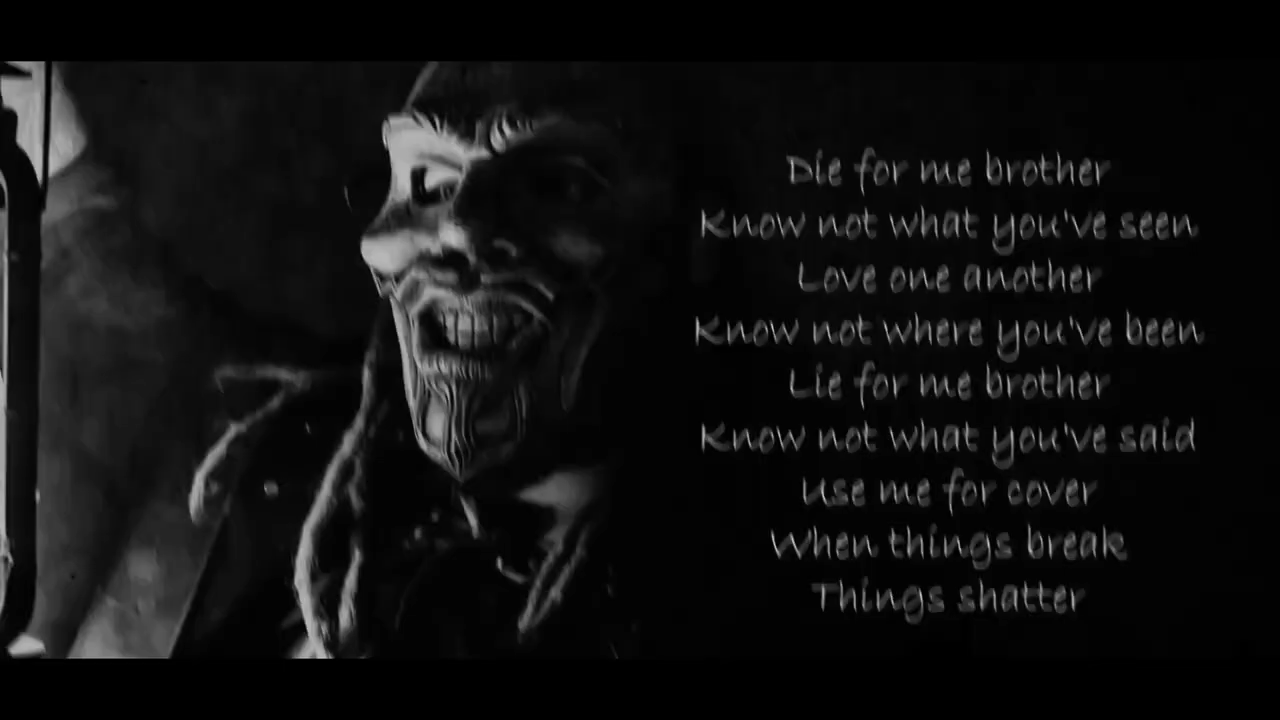 Die for me brother
Know not what you've seen
Love one another
Know not where you've been
Lie for me brother
Know not what you've said
Use me for cover
When things break
Things shatter